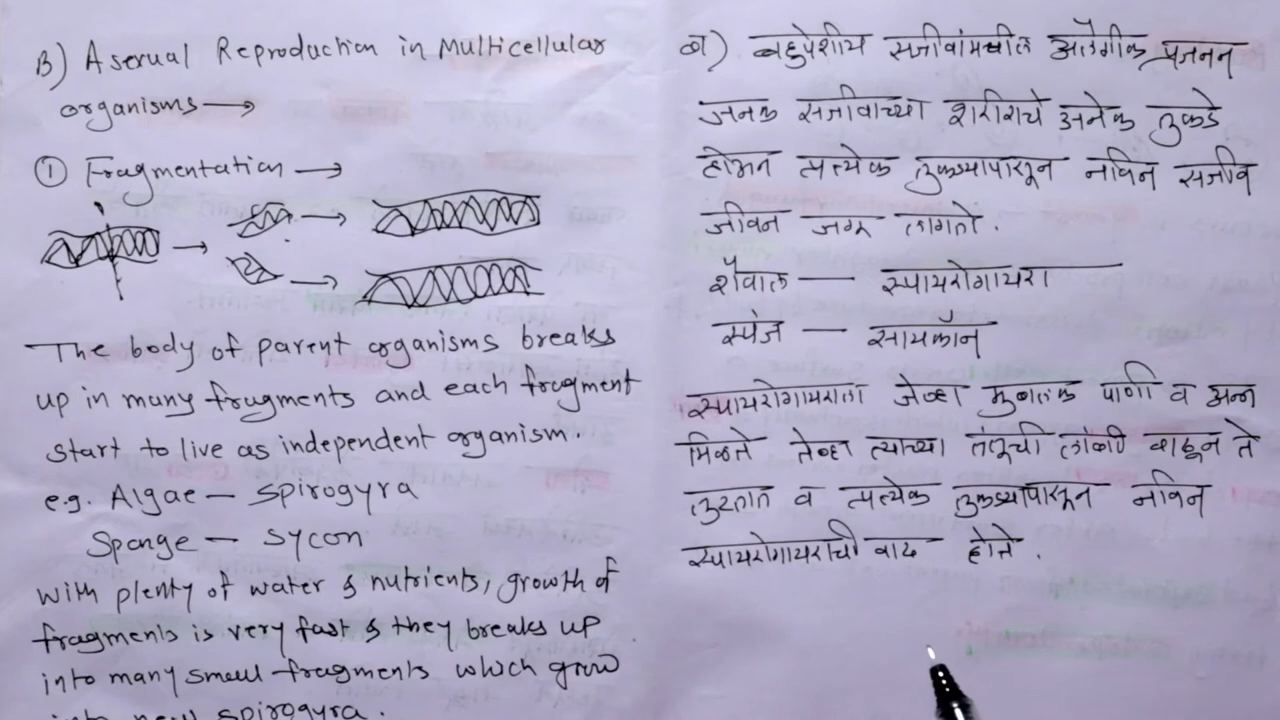 B) Asexual Reproduction in Multicellular
organisms →
① Fragmentation →
The body of parent organisms breaks
up in many fragments and each fragment
start to live as independent organism.
e.g. Algae – Spirogyra
Sponge – Sycon
with plenty of water & nutrients, growth of
fragments is very fast & they breaks up
into many small fragments which grow
into new spirogyra.
ब) बहुपेशीय सजीवांमधील अलैंगीक प्रजनन
जनक सजीवाच्या शरीराचे अनेक तुकडे
होऊन प्रत्येक तुकड्यापासून नविन सजीव
जीवन जगू लागतो.
शैवाल — स्पायरोगायरा
स्पंज — सायकॉन
स्पायरोगायराला जेव्हा मुबलक पाणी व अन्न
मिळते तेव्हा त्याच्या तंतूची लांबी वाढून ते
तुटतात व प्रत्येक तुकड्यापासून नविन
स्पायरोगायराची वाढ होते.